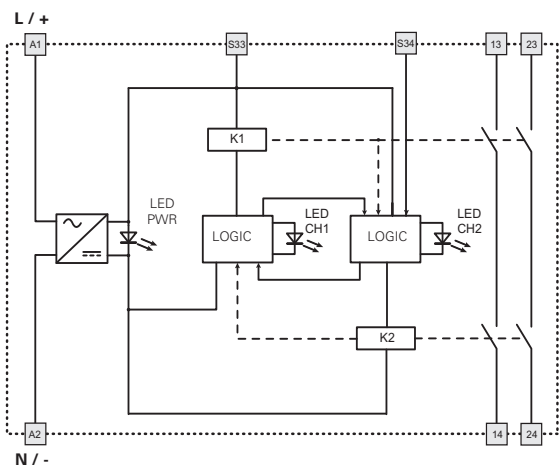 L / +
A1
S33
S34
13
23
K1
LED
PWR
LOGIC
LED
CH1
LOGIC
LED
CH2
K2
A2
14
24
N / -